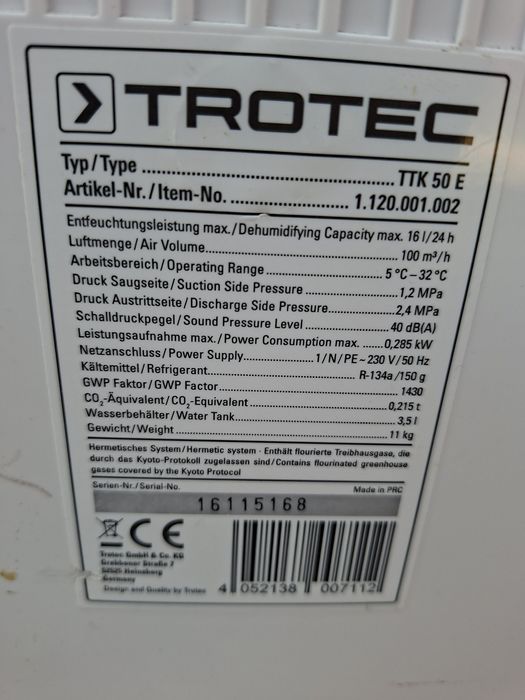 TROTEC
Typ/Type ........................................ TTK 50 E
Artikel-Nr./Item-No. .................... 1.120.001.002
Entfeuchtungsleistung max./Dehumidifying Capacity max. 16 l/24 h
Luftmenge/Air Volume ........................................ 100 m³/h
Arbeitsbereich/Operating Range ........................ 5 °C – 32 °C
Druck Saugseite/Suction Side Pressure .................... 1,2 MPa
Druck Austrittseite/Discharge Side Pressure ............... 2,4 MPa
Schalldruckpegel/Sound Pressure Level .................... 40 dB(A)
Leistungsaufnahme max./Power Consumption max. ...... 0,285 kW
Netzanschluss/Power Supply ............... 1/N/PE ~ 230 V/50 Hz
Kältemittel/Refrigerant ............................ R-134a/150 g
GWP Faktor/GWP Factor ........................................ 1430
CO₂-Äquivalent/CO₂-Equivalent ............................ 0,215 t
Wasserbehälter/Water Tank .................................... 3,5 l
Gewicht/Weight ................................................ 11 kg
Hermetisches System/Hermetic system · Enthält flourierte Treibhausgase, die
durch das Kyoto-Protokoll zugelassen sind/Contains flourinated greenhouse
gases covered by the Kyoto Protocol
Serien-Nr./Serial-No. Made in PRC
16115168
CE
Trotec GmbH & Co. KG
Grebbener Straße 7
52525 Heinsberg
Germany
Design and Quality by Trotec
4 052138 007112